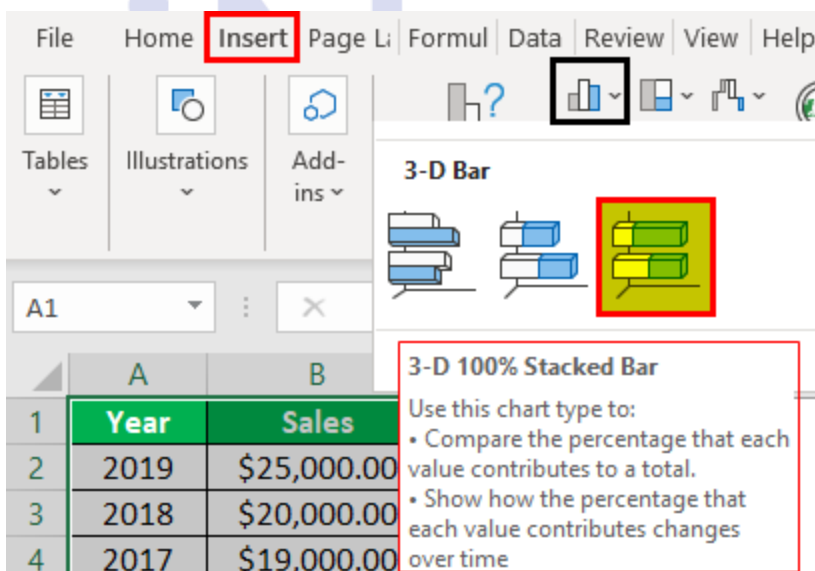 File Home Insert Page La Formul Data Review View Help
?
Tables Illustrations Add-
ins
3-D Bar
A1
A B
3-D 100% Stacked Bar
1 Year Sales
Use this chart type to:
• Compare the percentage that each
2 2019 $25,000.00
value contributes to a total.
• Show how the percentage that
3 2018 $20,000.00
each value contributes changes
4 2017 $19,000.00
over time